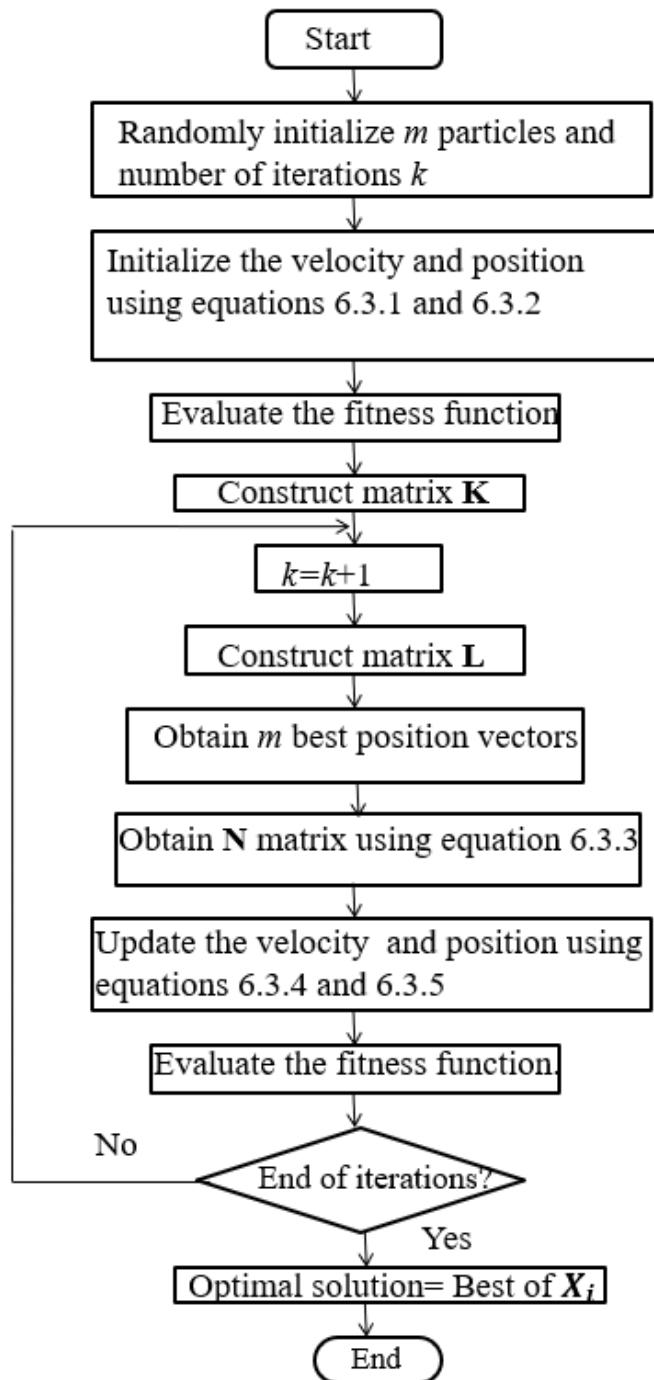 Start
Randomly initialize m particles and
number of iterations k
Initialize the velocity and position
using equations 6.3.1 and 6.3.2
Evaluate the fitness function
Construct matrix K
k=k+1
Construct matrix L
Obtain m best position vectors
Obtain N matrix using equation 6.3.3
Update the velocity and position using
equations 6.3.4 and 6.3.5
Evaluate the fitness function.
No
End of iterations?
Yes
Optimal solution= Best of Xi
End